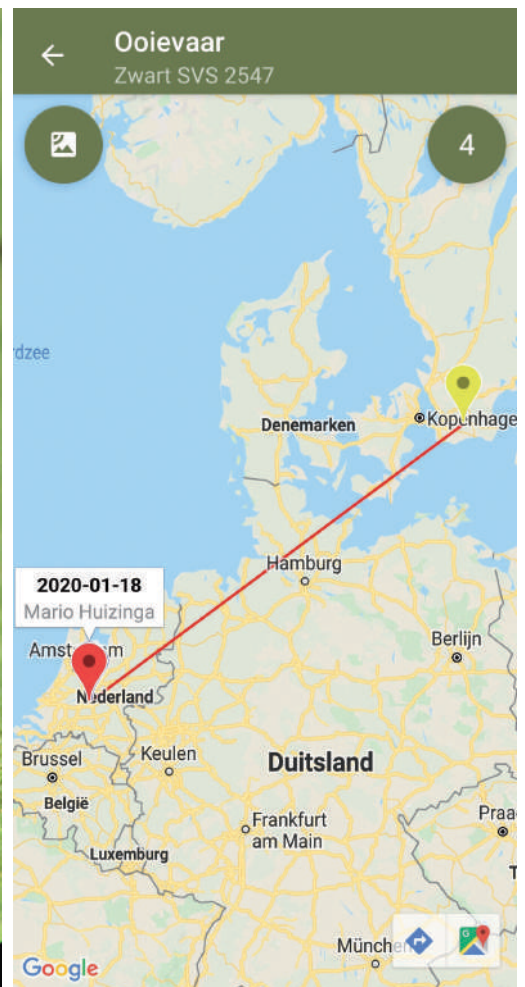 Ooievaar
Zwart SVS 2547
4
rdzee
Denemarken
Kopenhage
Hamburg
2020-01-18
Mario Huizinga
Amst
m
Berlijn
Nederland
Brussel
Keulen
Duitsland
België
Frankfurt
am Main
Praa
Luxemburg
T
Münche
Google